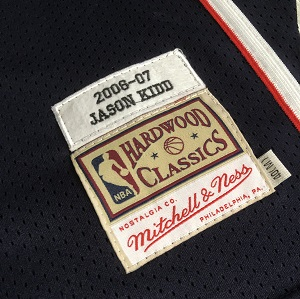 2006-07
JASON KIDD
NBA
HARDWOOD
CLASSICS
NOSTALGIA CO.
Mitchell & Ness
PHILADELPHIA, PA.